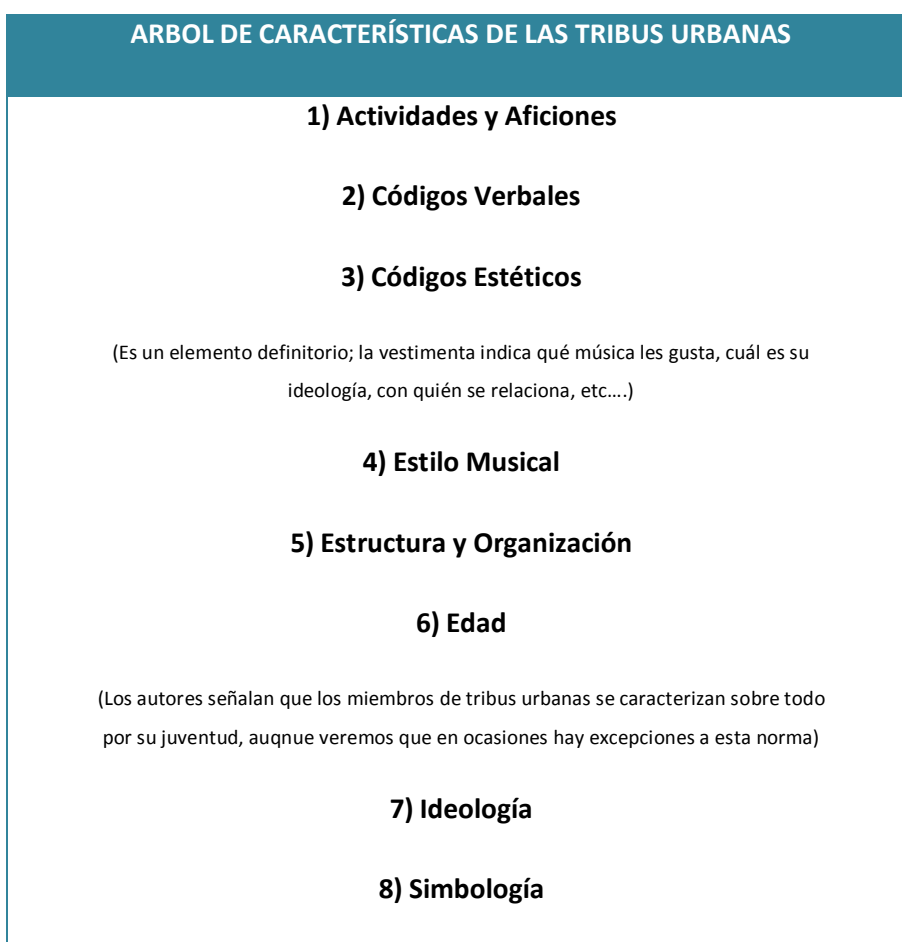 ARBOL DE CARACTERÍSTICAS DE LAS TRIBUS URBANAS
1) Actividades y Aficiones
2) Códigos Verbales
3) Códigos Estéticos
(Es un elemento definitorio; la vestimenta indica qué música les gusta, cuál es su
ideología, con quién se relaciona, etc....)
4) Estilo Musical
5) Estructura y Organización
6) Edad
(Los autores señalan que los miembros de tribus urbanas se caracterizan sobre todo
por su juventud, auqnue veremos que en ocasiones hay excepciones a esta norma)
7) Ideología
8) Simbología